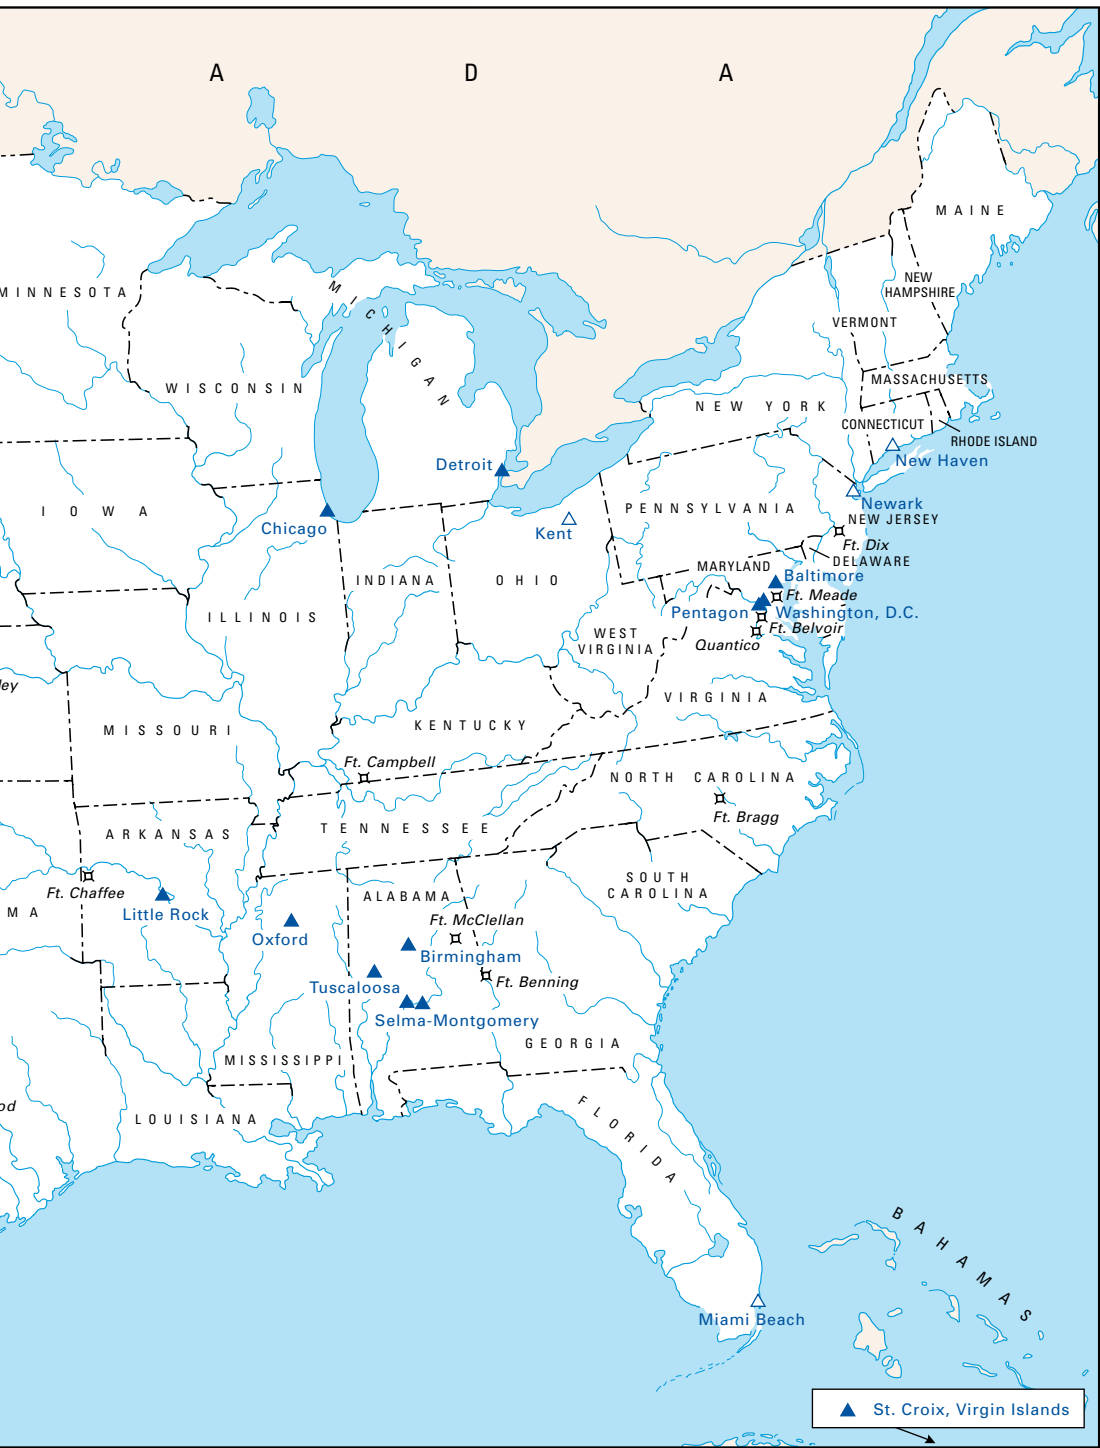 A D A
MAINE
MINNESOTA
NEW
HAMPSHIRE
MICHIGAN
VERMONT
WISCONSIN
MASSACHUSETTS
NEW YORK
CONNECTICUT
RHODE ISLAND
New Haven
Detroit
Newark
IOWA
PENNSYLVANIA
NEW JERSEY
Chicago
Kent
Ft. Dix
DELAWARE
MARYLAND
INDIANA
OHIO
Baltimore
Ft. Meade
Pentagon
Washington, D.C.
ILLINOIS
Ft. Belvoir
WEST
VIRGINIA
Quantico
ley
VIRGINIA
MISSOURI
KENTUCKY
Ft. Campbell
NORTH CAROLINA
Ft. Bragg
ARKANSAS
TENNESSEE
SOUTH
CAROLINA
Ft. Chaffee
ALABAMA
MA
Little Rock
Ft. McClellan
Oxford
Birmingham
Ft. Benning
Tuscaloosa
Selma-Montgomery
GEORGIA
MISSISSIPPI
od
LOUISIANA
FLORIDA
BAHAMAS
Miami Beach
St. Croix, Virgin Islands